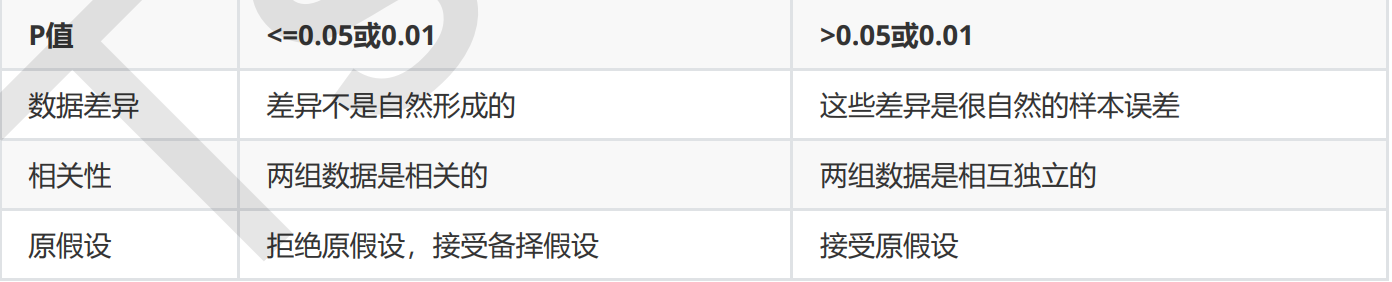 P值 <=0.05或0.01 >0.05或0.01
数据差异 差异不是自然形成的 这些差异是很自然的样本误差
相关性 两组数据是相关的 两组数据是相互独立的
原假设 拒绝原假设，接受备择假设 接受原假设